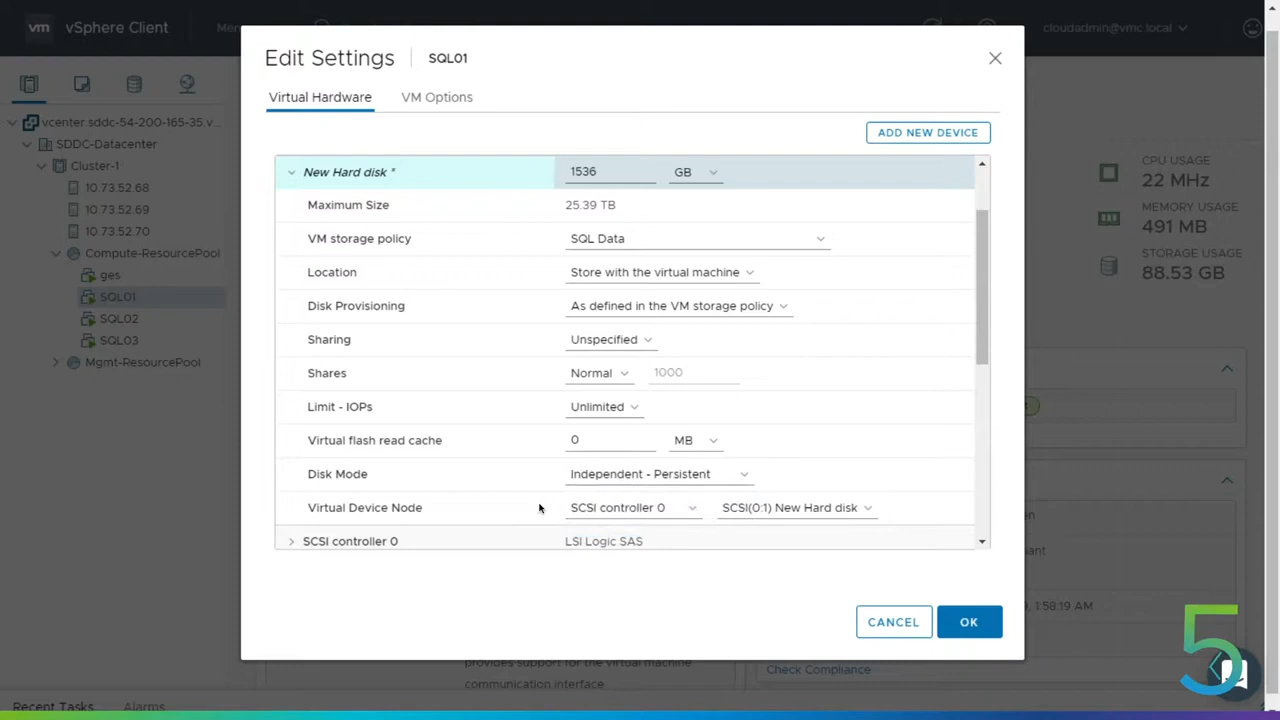 vm vSphere Client
cloudadmin@vmc.local
vcenter.sddc-54-200-165-35.v...
SDDC-Datacenter
Cluster-1
10.73.52.68
10.73.52.69
10.73.52.70
Compute-ResourcePool
ges
SQL01
SQL02
SQL03
Mgmt-ResourcePool
Edit Settings SQL01
Virtual Hardware VM Options
ADD NEW DEVICE
New Hard disk * 1536 GB
Maximum Size 25.39 TB
VM storage policy SQL Data
Location Store with the virtual machine
Disk Provisioning As defined in the VM storage policy
Sharing Unspecified
Shares Normal 1000
Limit - IOPs Unlimited
Virtual flash read cache 0 MB
Disk Mode Independent - Persistent
Virtual Device Node SCSI controller 0 SCSI(0:1) New Hard disk
SCSI controller 0 LSI Logic SAS
CANCEL OK
CPU USAGE
22 MHz
MEMORY USAGE
491 MB
STORAGE USAGE
88.53 GB
1:58:19 AM
provides support for the virtual machine
communication interface
Check Compliance
Recent Tasks Alarms
5